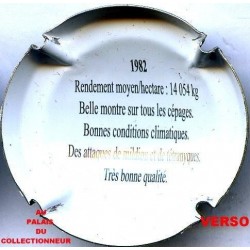 1982
Rendement moyen/hectare : 14 054 kg
Belle montre sur tous les cépages.
Bonnes conditions climatiques.
Des attaques de mildiou et de tétranyques.
Très bonne qualité.
AU
PALAIS
DU
COLLECTIONNEUR
VERSO